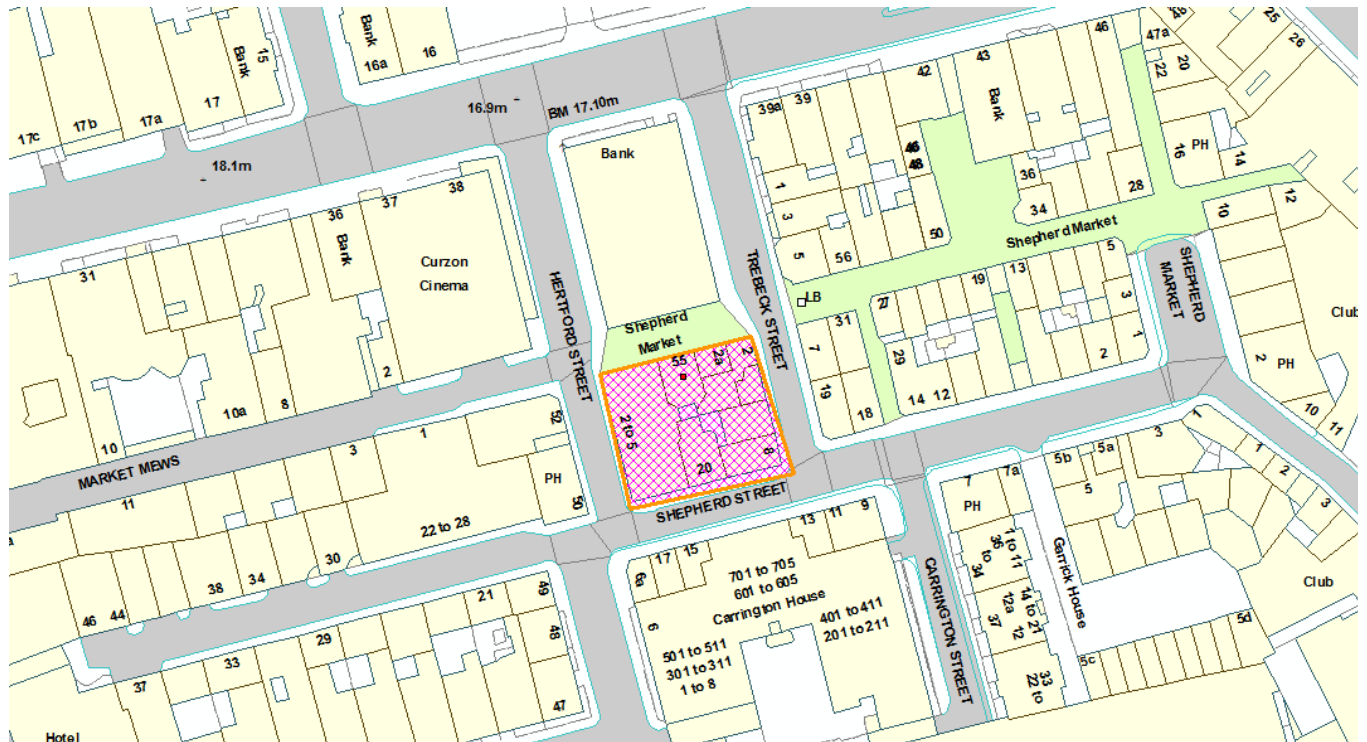 17c
17b
17a
17
Bank
15
Bank
16a
16
18.1m
16.9m
BM 17.10m
31
36
Bank
37
38
Curzon
Cinema
2
10
10a
8
MARKET MEWS
HERTFORD STREET
Bank
Shepherd
Market
55
2a
2
2 to 5
20
8
SHEPHERD STREET
TREBECK STREET
39a
39
42
43
Bank
46
47a
22
20
25
26
48
1
3
5
56
50
36
34
28
16
PH
14
12
10
Shepherd Market
LB
27
31
7
19
18
29
14
12
19
13
5
3
1
2
SHEPHERD
MARKET
Club
2
PH
10
11
11
3
1
52
PH
50
22 to 28
30
34
38
44
46
37
33
29
21
49
48
47
Hotel
6a
17
15
13
11
9
6
701 to 705
601 to 605
Carrington House
401 to 411
201 to 211
501 to 511
301 to 311
1 to 8
CARRINGTON STREET
7
7a
PH
1 to 11
36
to
34
14 to 21
12a
12
37
33
22 to
Garrick House
5b
5a
5
3
1
1
2
3
Club
5c
5d